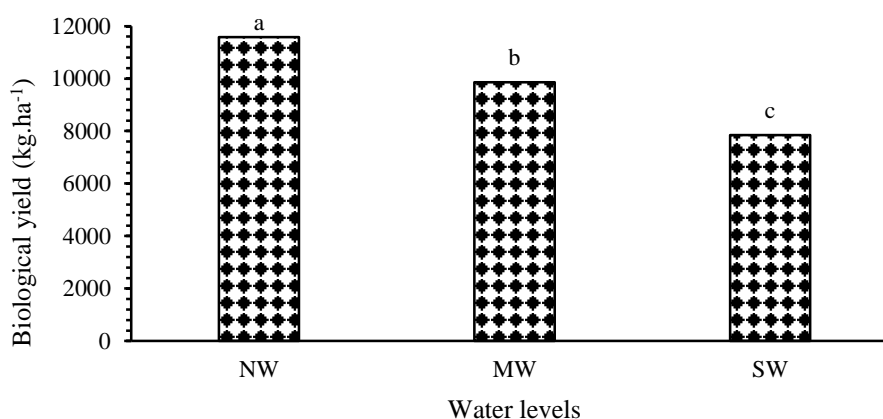 Biological yield (kg.ha⁻¹)
12000
10000
8000
6000
4000
2000
0
a
b
c
NW MW SW
Water levels